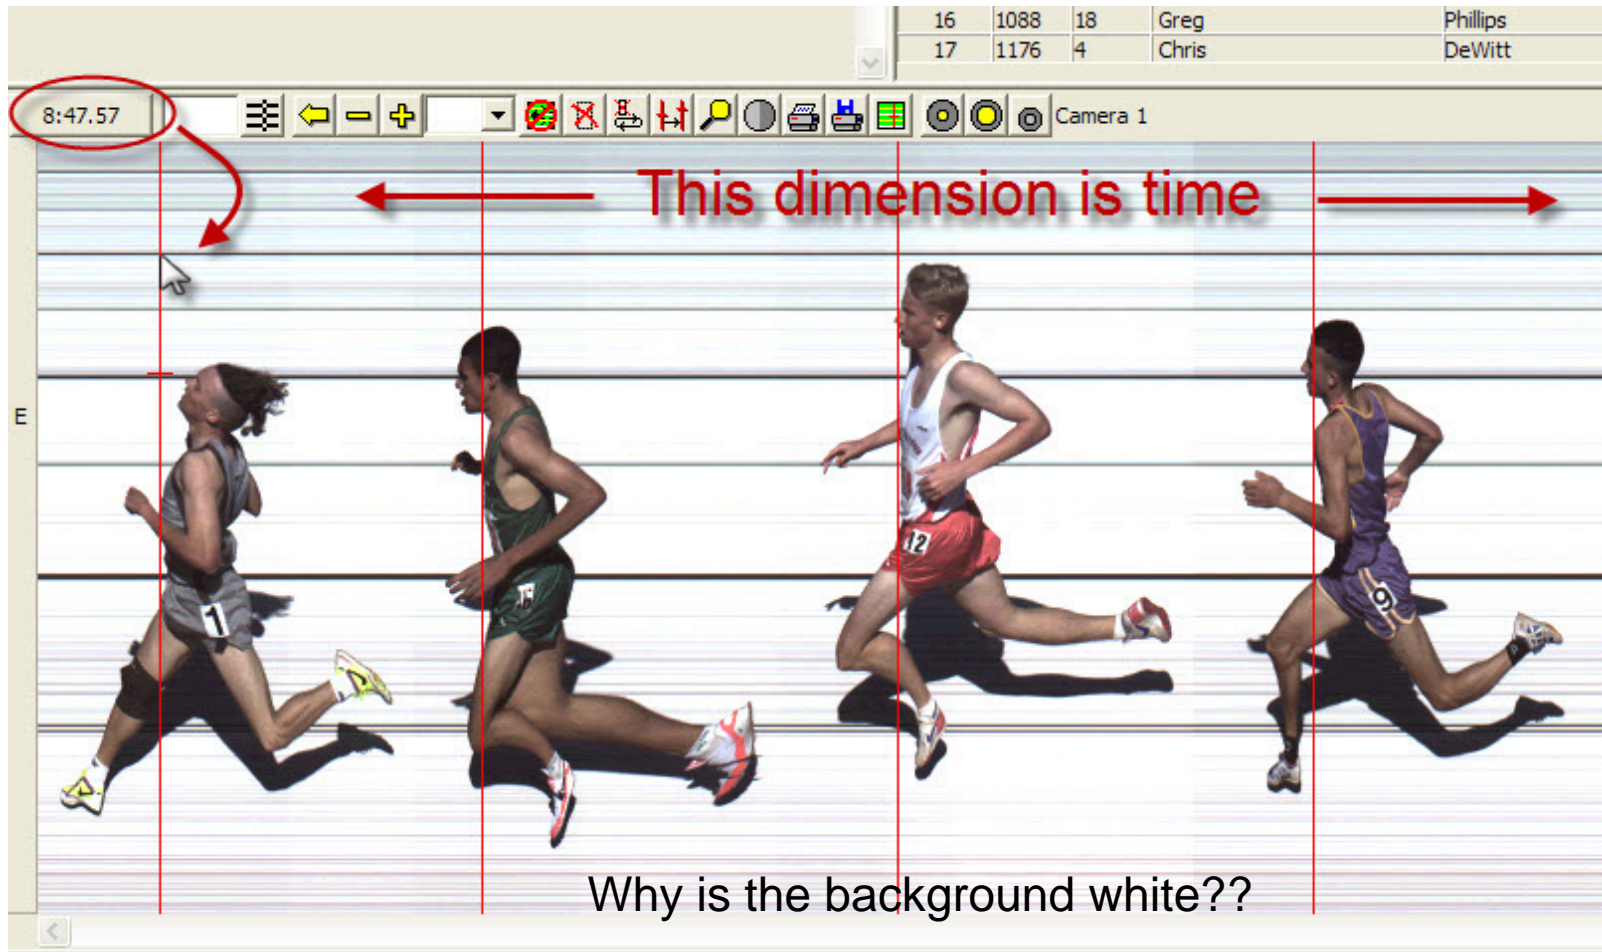 16 1088 18 Greg Phillips
17 1176 4 Chris DeWitt
8:47.57 Camera 1
This dimension is time
E
1
12
9
Why is the background white??